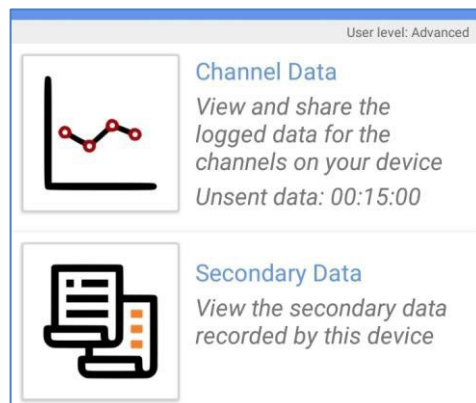 User level: Advanced
Channel Data
View and share the
logged data for the
channels on your device
Unsent data: 00:15:00
Secondary Data
View the secondary data
recorded by this device